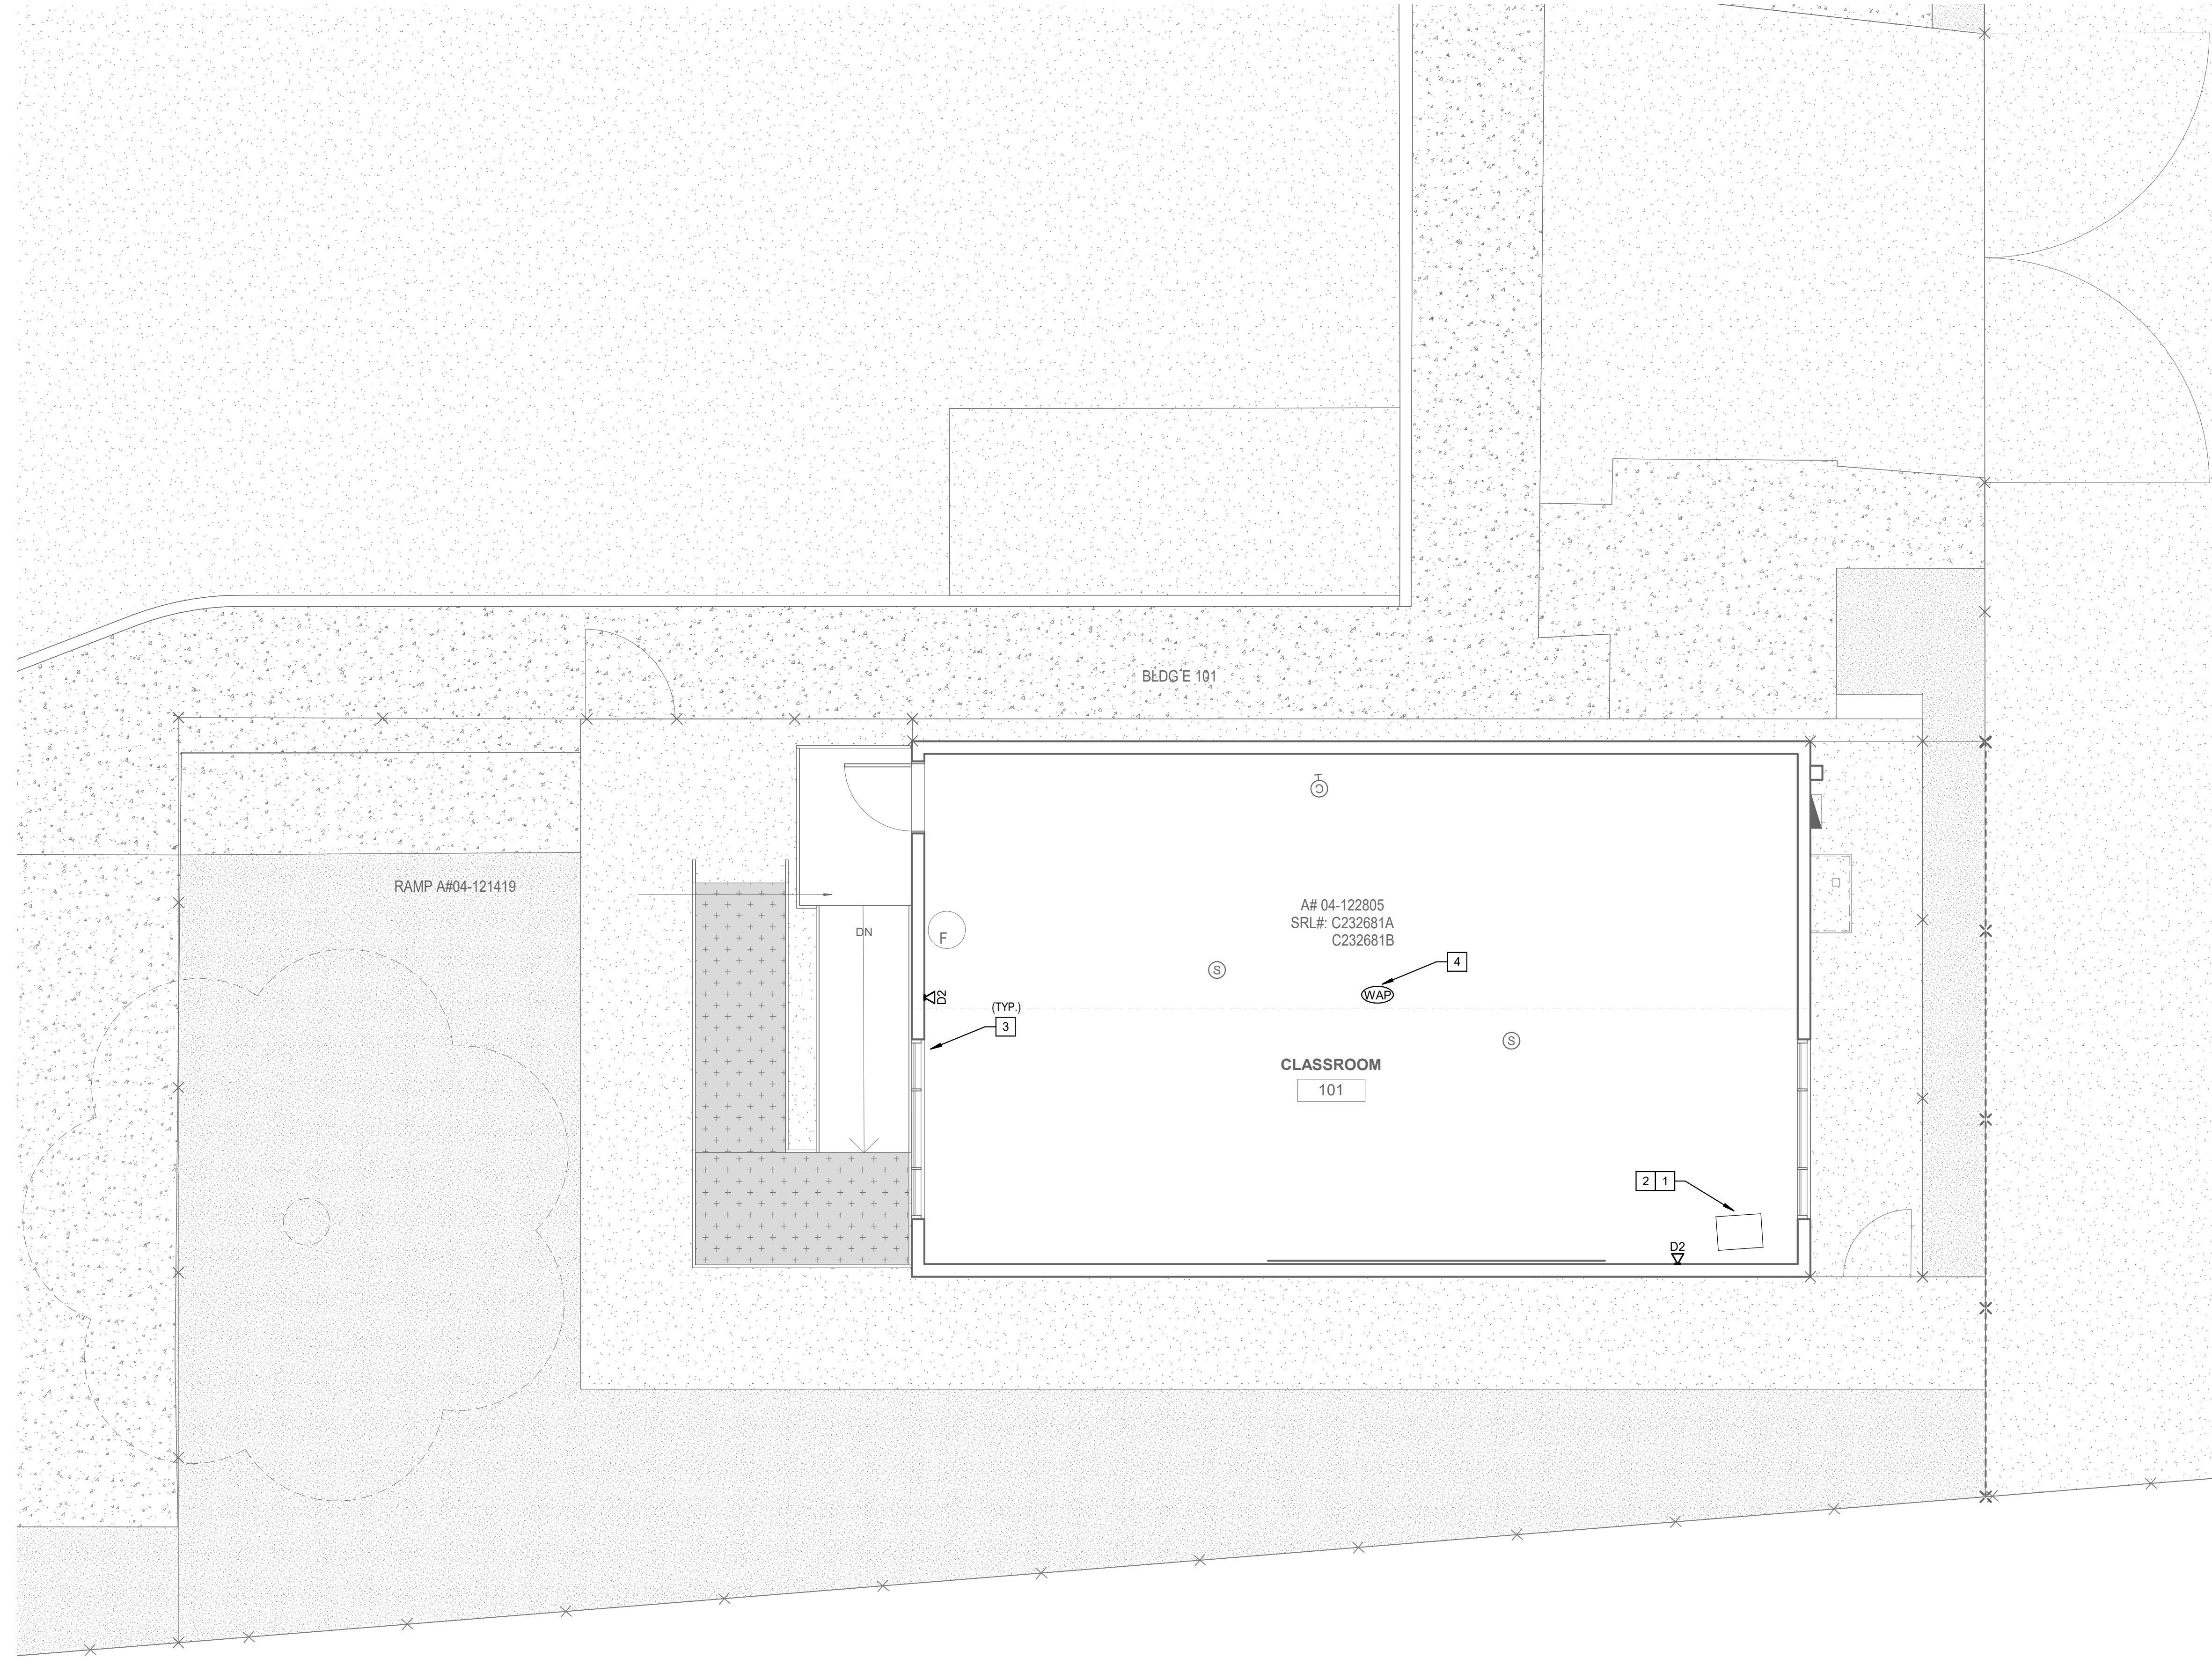 BLDG E 101
T
C
RAMP A#04-121419
A# 04-122805
SRL#: C232681A
C232681B
F
DN
4
S
WAP
D2
(TYP.)
3
S
CLASSROOM
101
2 1
D2